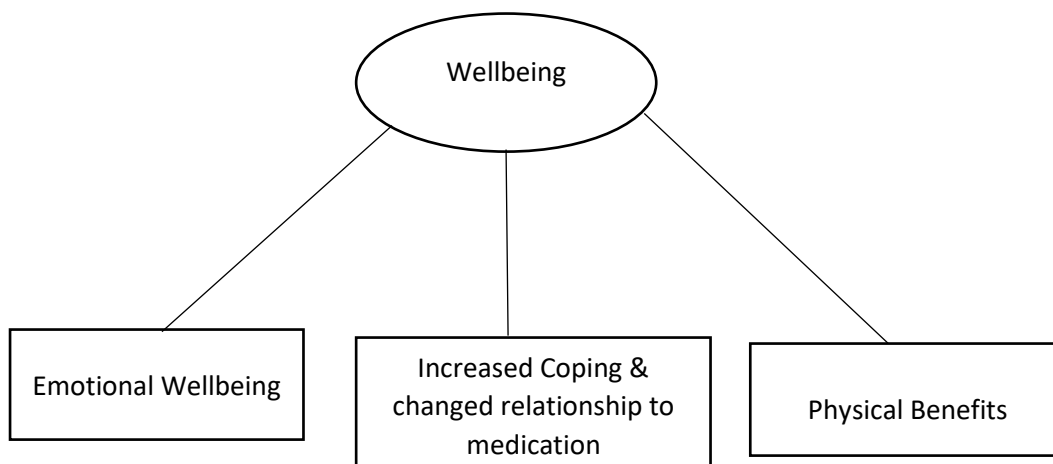 Wellbeing
Emotional Wellbeing
Increased Coping &
changed relationship to
medication
Physical Benefits